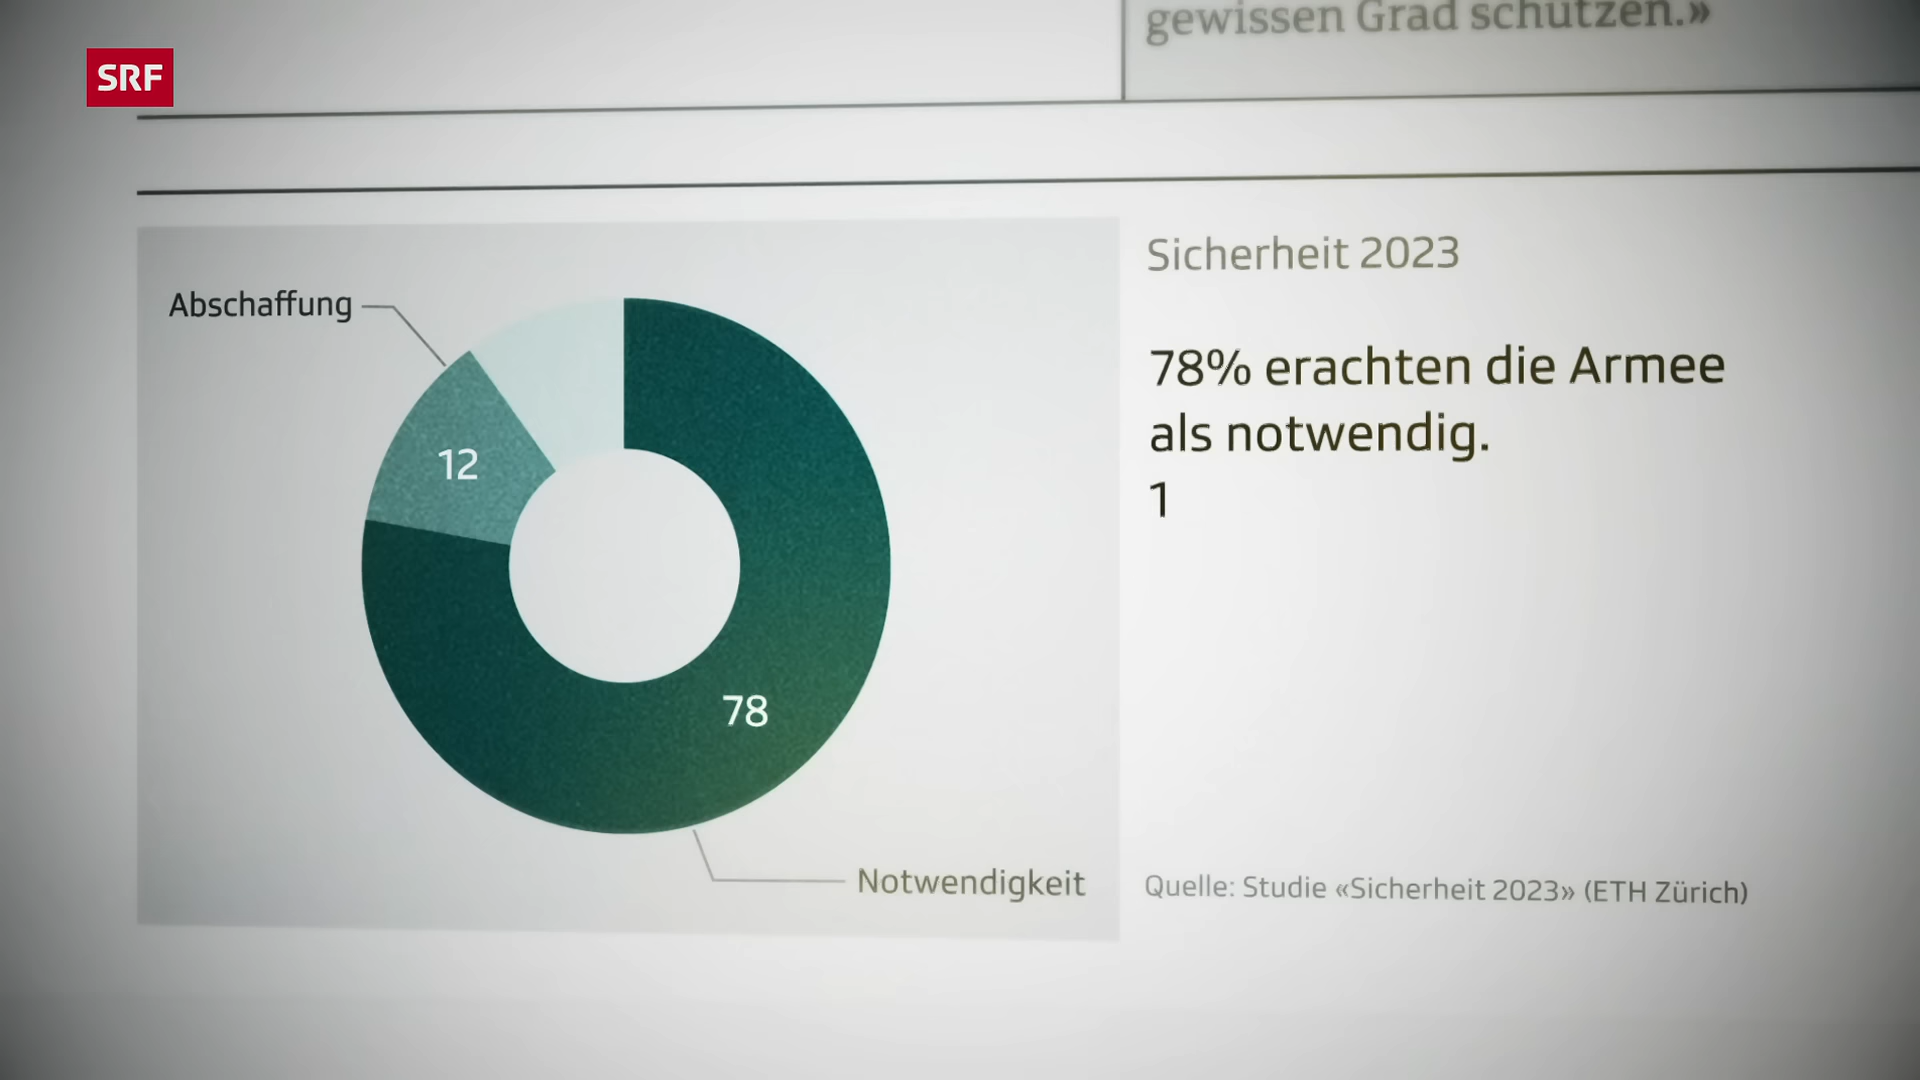 gewissen Grad schützen.»
SRF
Sicherheit 2023
Abschaffung
78% erachten die Armee
als notwendig.
1
12
78
Notwendigkeit
Quelle: Studie «Sicherheit 2023» (ETH Zürich)